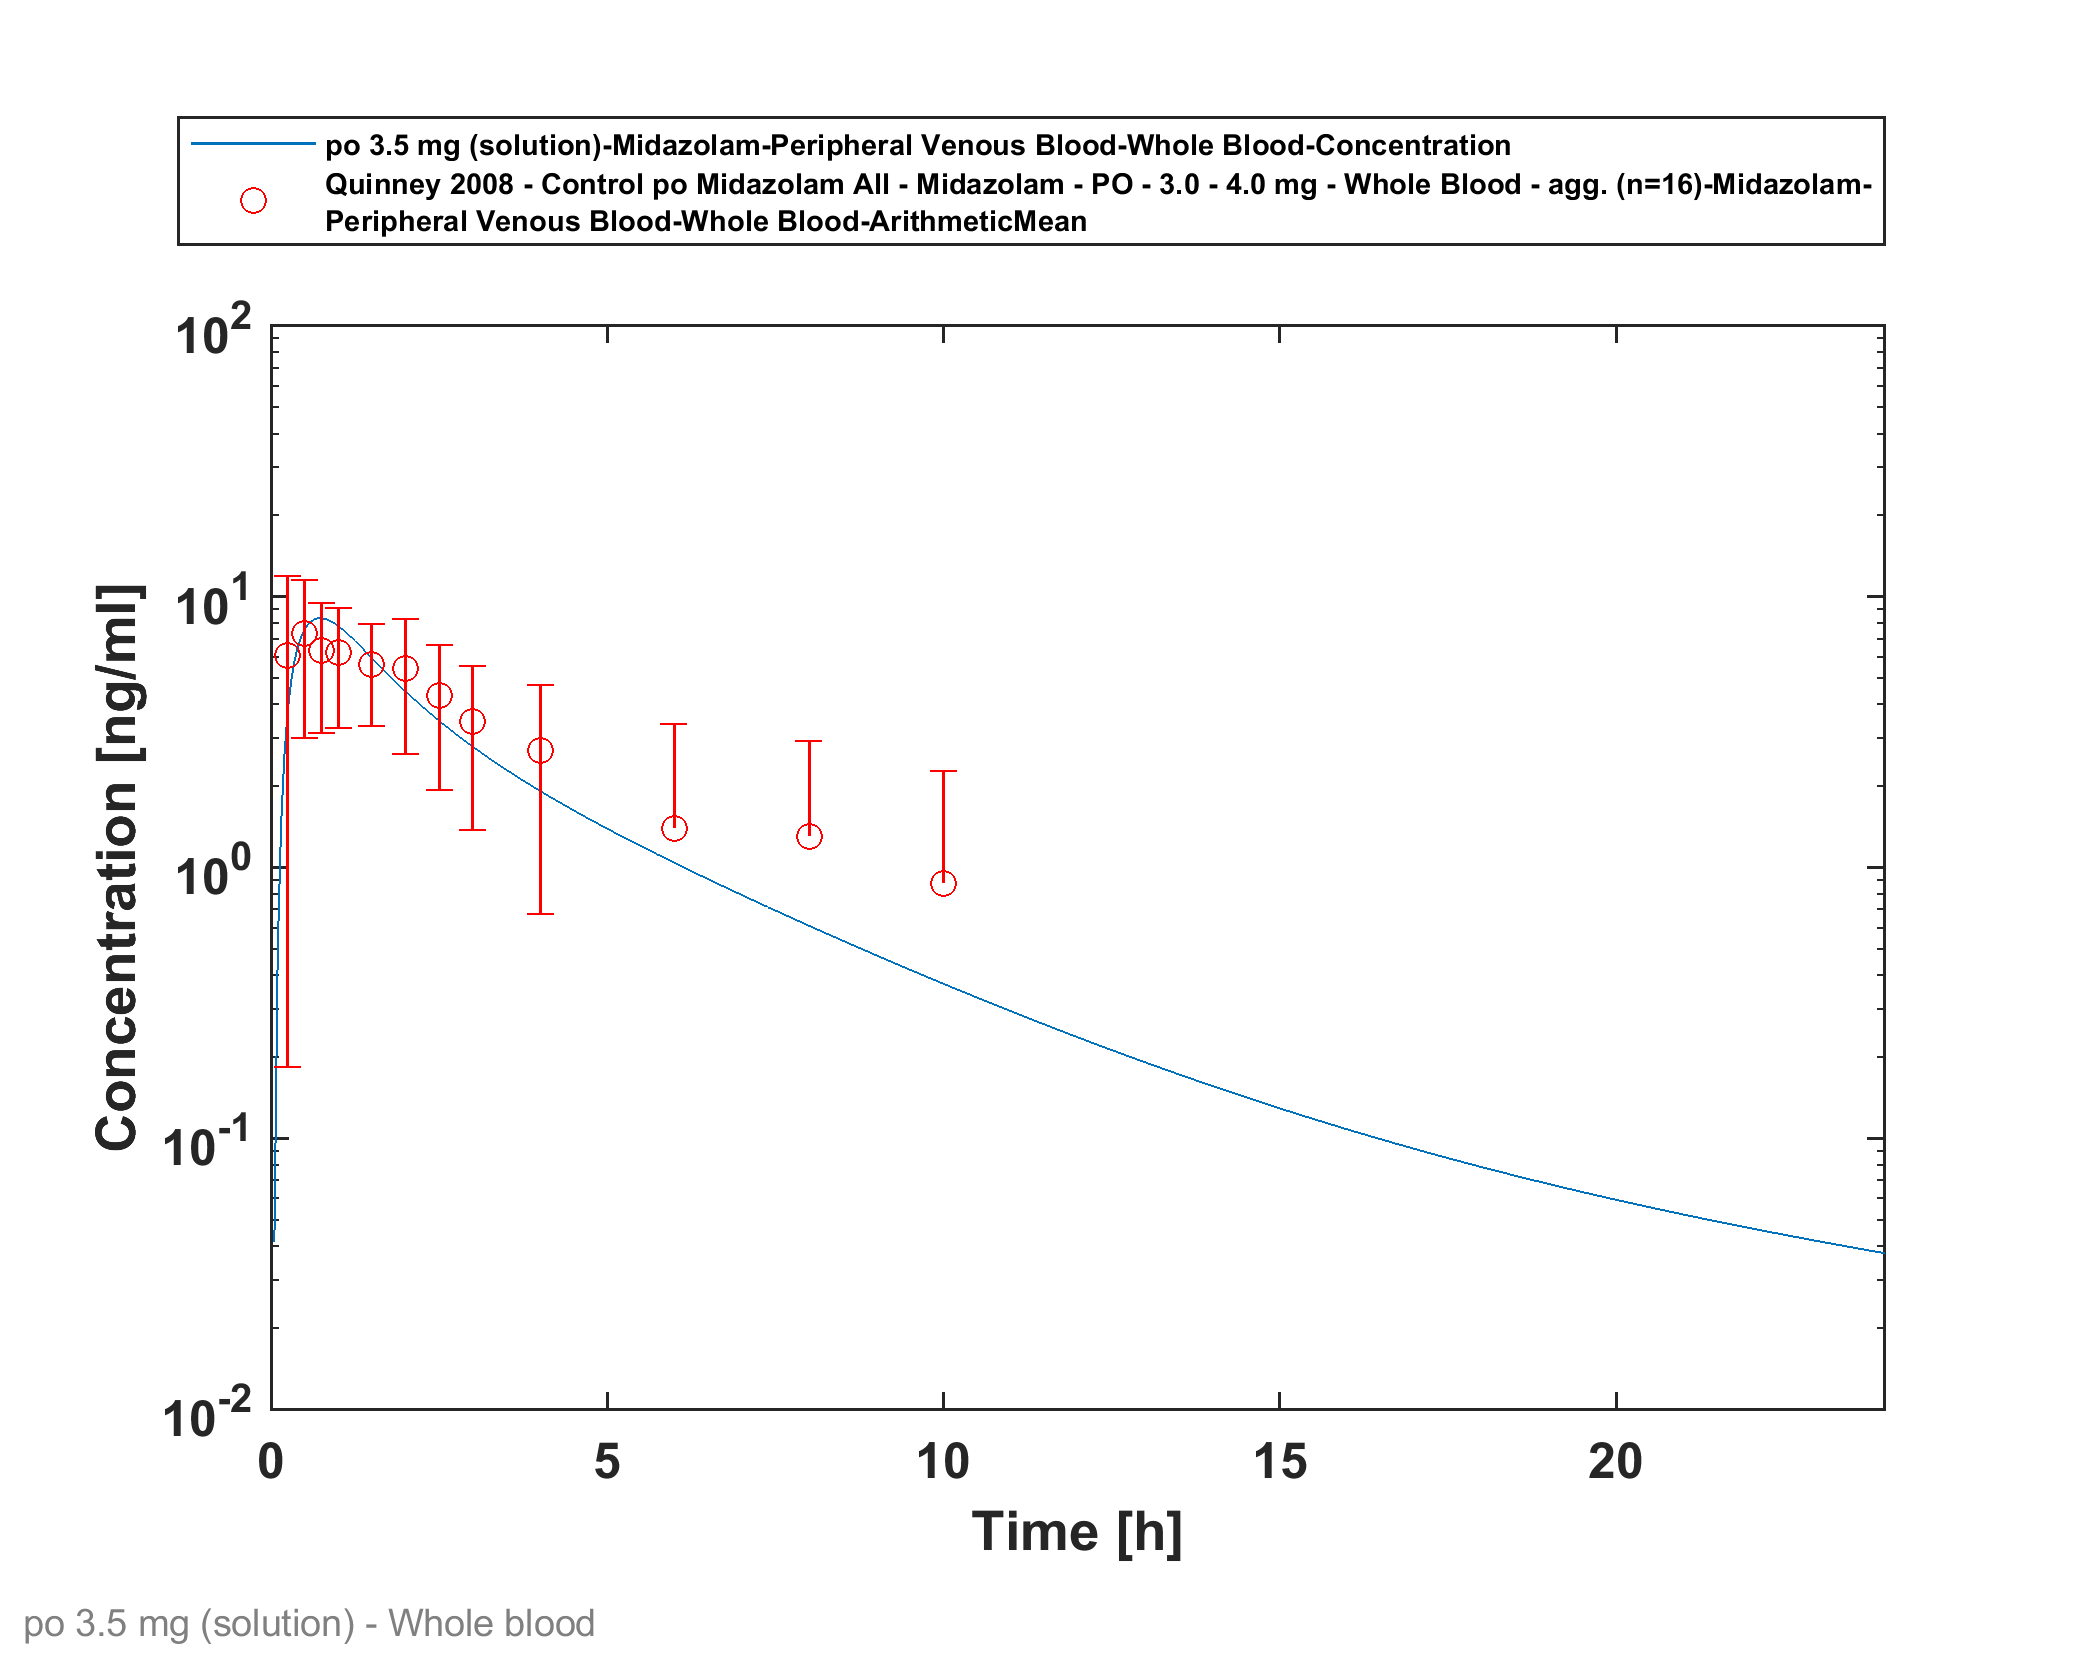 po 3.5 mg (solution)-Midazolam-Peripheral Venous Blood-Whole Blood-Concentration
Quinney 2008 - Control po Midazolam All - Midazolam - PO - 3.0 - 4.0 mg - Whole Blood - agg. (n=16)-Midazolam-
Peripheral Venous Blood-Whole Blood-ArithmeticMean
10^2
10^1
10^0
10^-1
10^-2
Concentration [ng/ml]
0 5 10 15 20
Time [h]
po 3.5 mg (solution) - Whole blood